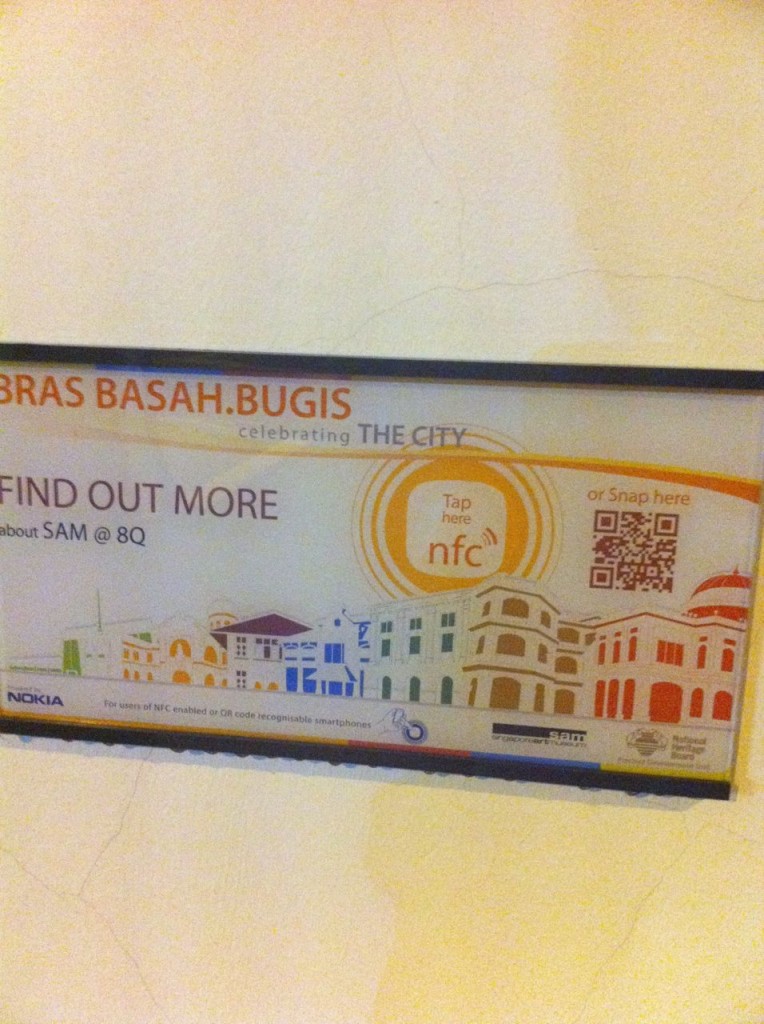 BRAS BASAH.BUGIS
celebrating THE CITY
FIND OUT MORE
about SAM @ 8Q
Tap
here
nfc
or Snap here
NOKIA
For users of NFC enabled or QR code recognisable smartphones
sam
singaporeartmuseum
National
Heritage
Board